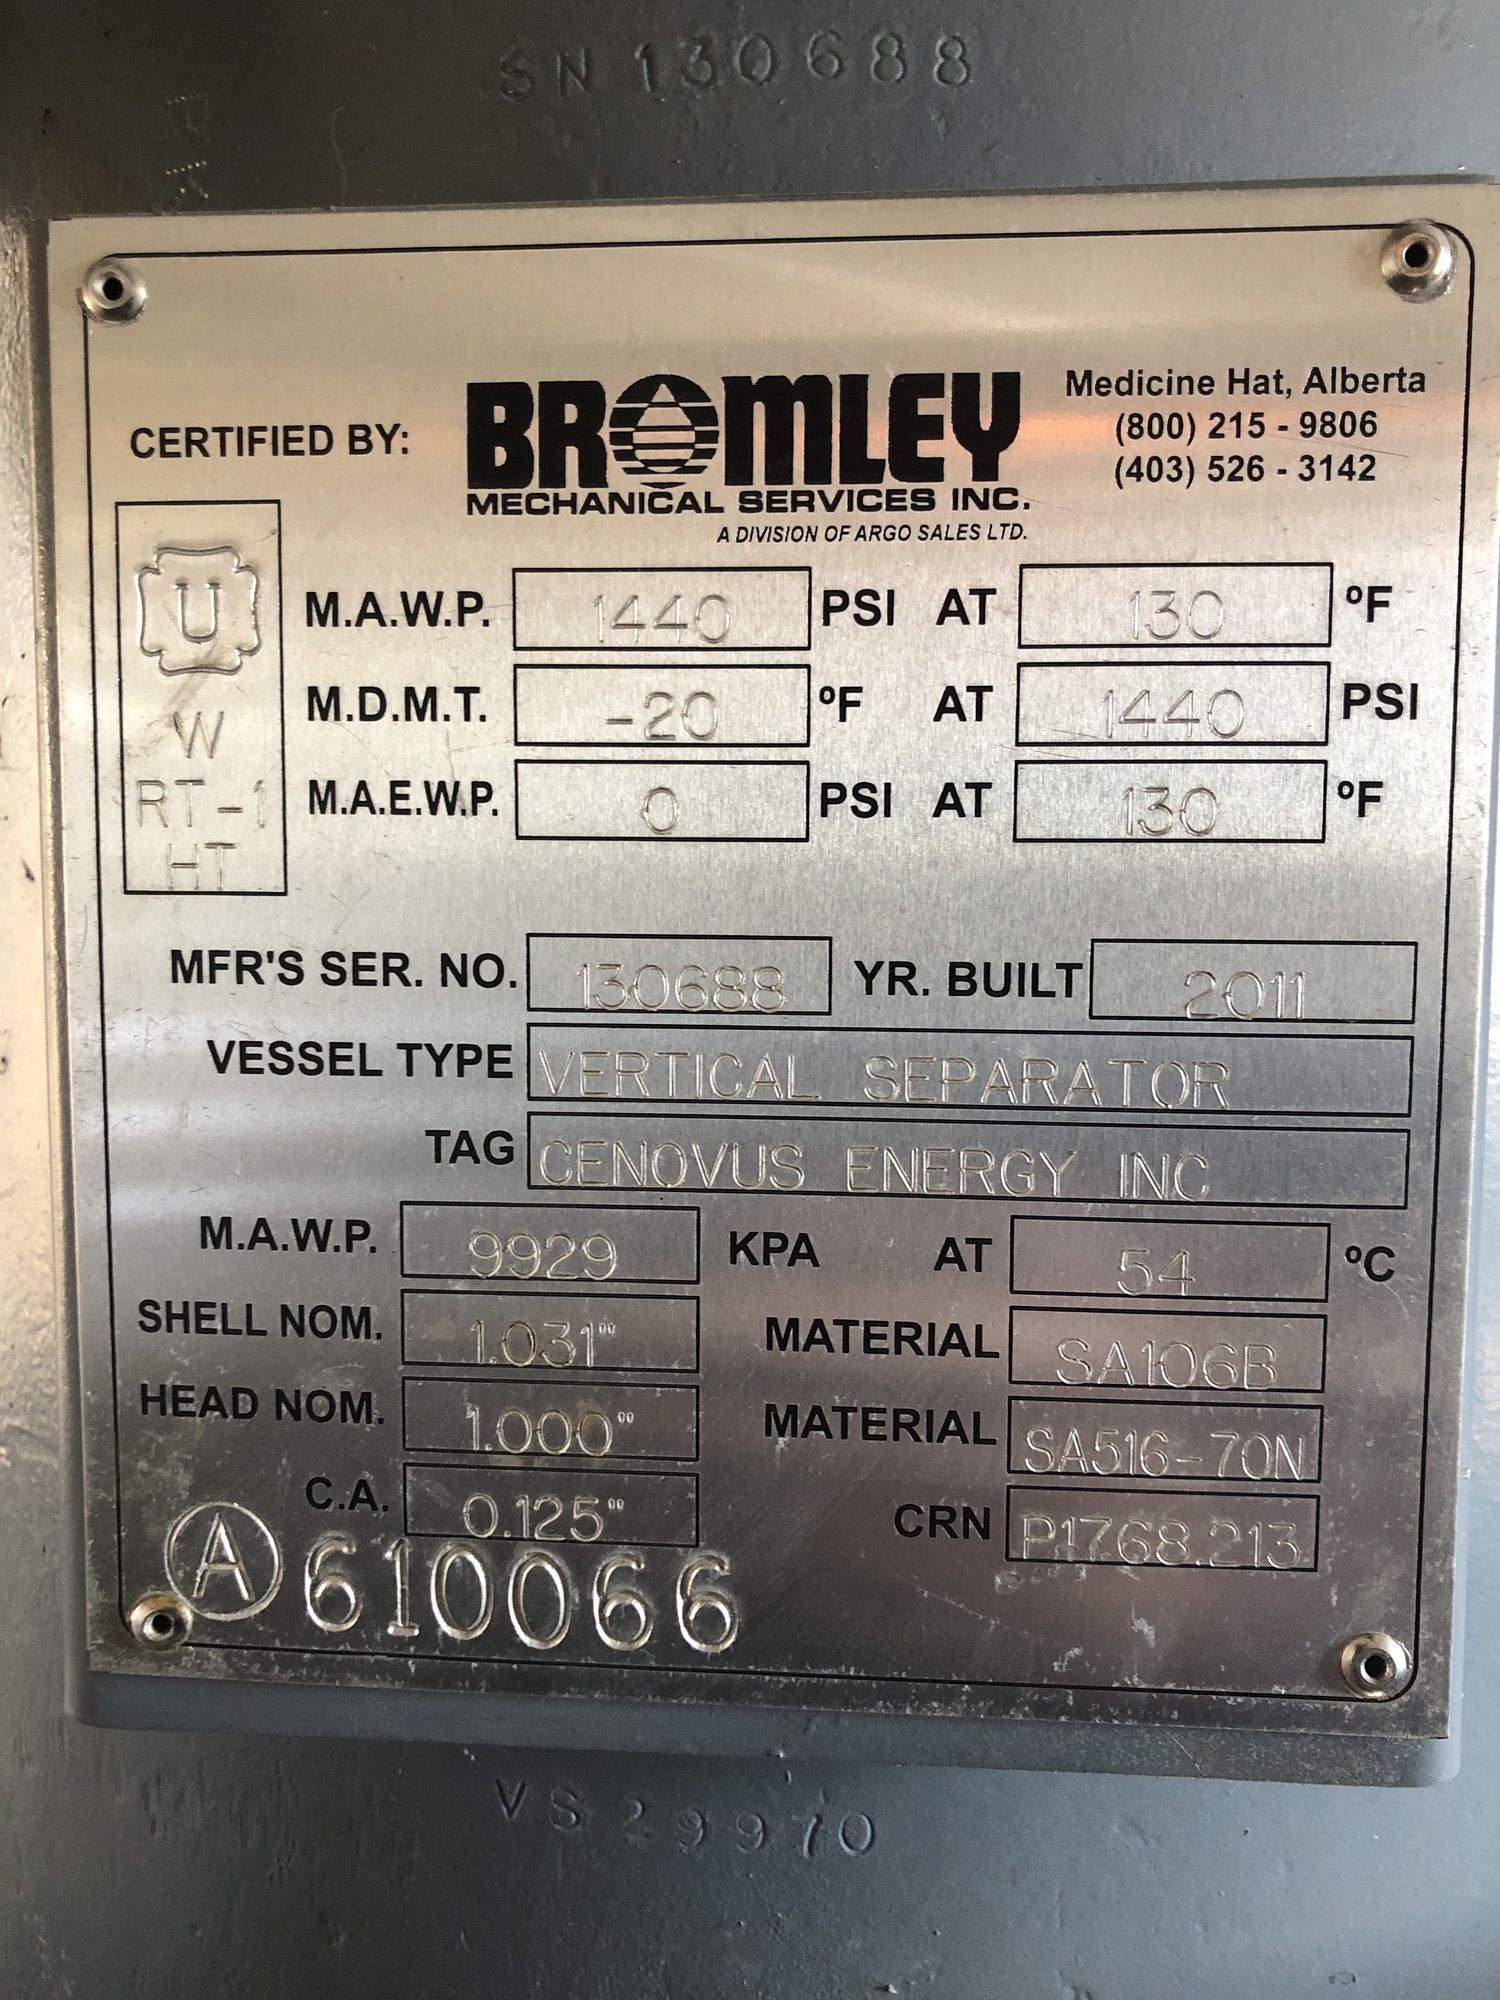 SN 130688
CERTIFIED BY:
BROMLEY
MECHANICAL SERVICES INC.
A DIVISION OF ARGO SALES LTD.
Medicine Hat, Alberta
(800) 215 - 9806
(403) 526 - 3142
U
W
RT-1
HT
M.A.W.P. 1440 PSI AT 130 ºF
M.D.M.T. -20 ºF AT 1440 PSI
M.A.E.W.P. 0 PSI AT 130 ºF
MFR'S SER. NO. 130688 YR. BUILT 2011
VESSEL TYPE VERTICAL SEPARATOR
TAG CENOVUS ENERGY INC
M.A.W.P. 9929 KPA AT 54 ºC
SHELL NOM. 1.031" MATERIAL SA106B
HEAD NOM. 1.000" MATERIAL SA516-70N
C.A. 0.125" CRN P1768.213
A 610066
VS 29970